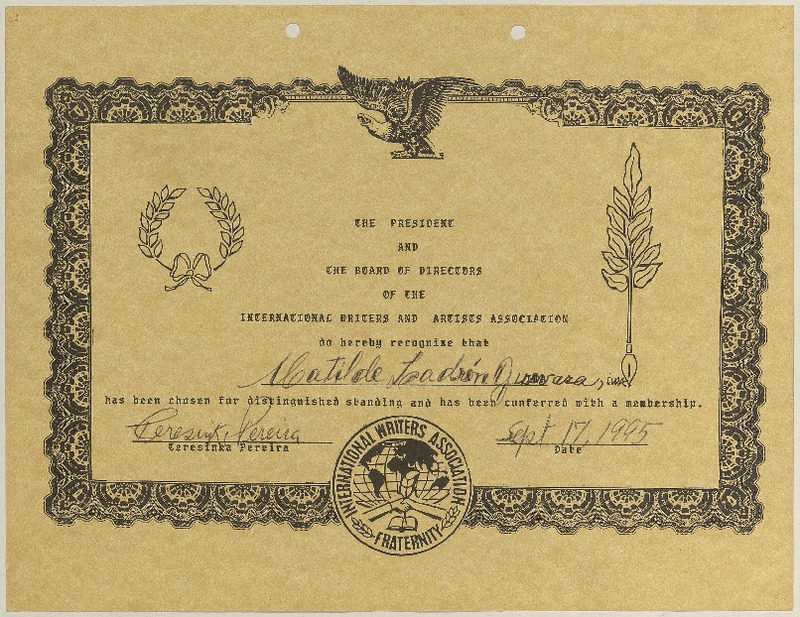 THE PRESIDENT
AND
THE BOARD OF DIRECTORS
OF THE
INTERNATIONAL WRITERS AND ARTISTS ASSOCIATION
do hereby recognize that
Matilde Ladrón Guevara,
has been chosen for distinguished standing and has been conferred with a membership.
Teresinka Pereira Sept 17, 1995
Teresinka Pereira Date
INTERNATIONAL WRITERS ASSOCIATION
FRATERNITY